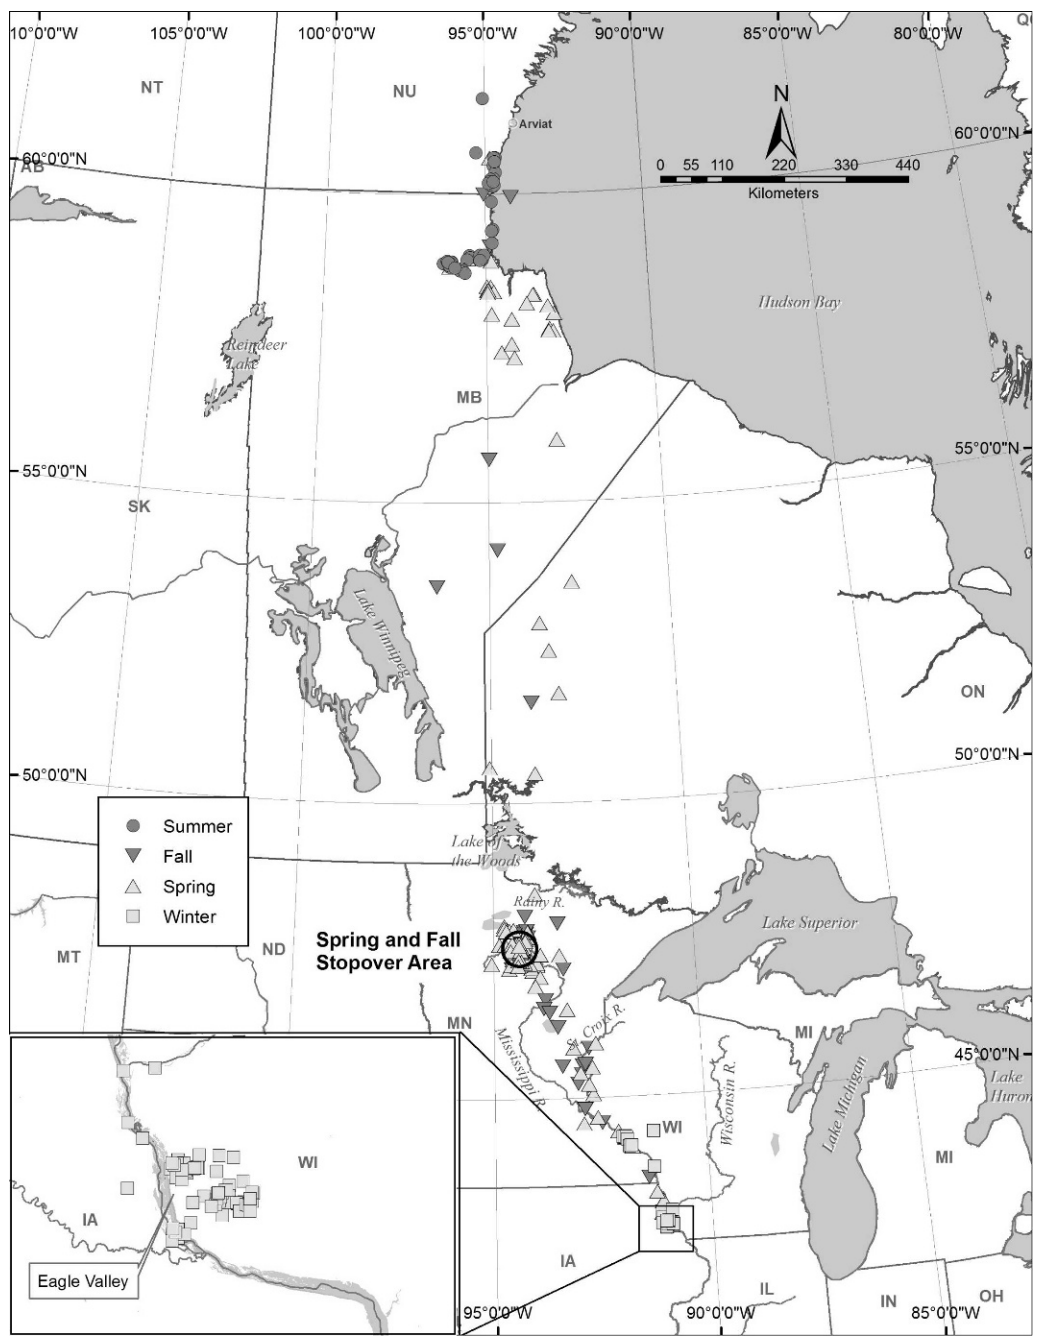 10°0'0"W 105°0'0"W 100°0'0"W 95°0'0"W 90°0'0"W 85°0'0"W 80°0'0"W
NT
NU
N
Arviat
60°0'0"N
60°0'0"N
AB
0 55 110 220 330 440
Kilometers
Hudson Bay
Reindeer
Lake
MB
55°0'0"N
55°0'0"N
SK
Lake Winnipeg
ON
50°0'0"N
50°0'0"N
Summer
Fall
Spring
Winter
Lake of
the Woods
Rainy R.
Lake Superior
Spring and Fall
Stopover Area
MT
ND
MN
St. Croix R.
Mississippi R.
MI
45°0'0"N
Lake
Huron
Wisconsin R.
Lake Michigan
WI
MI
WI
IA
Eagle Valley
IA
IL
IN
OH
95°0'0"W 90°0'0"W 85°0'0"W